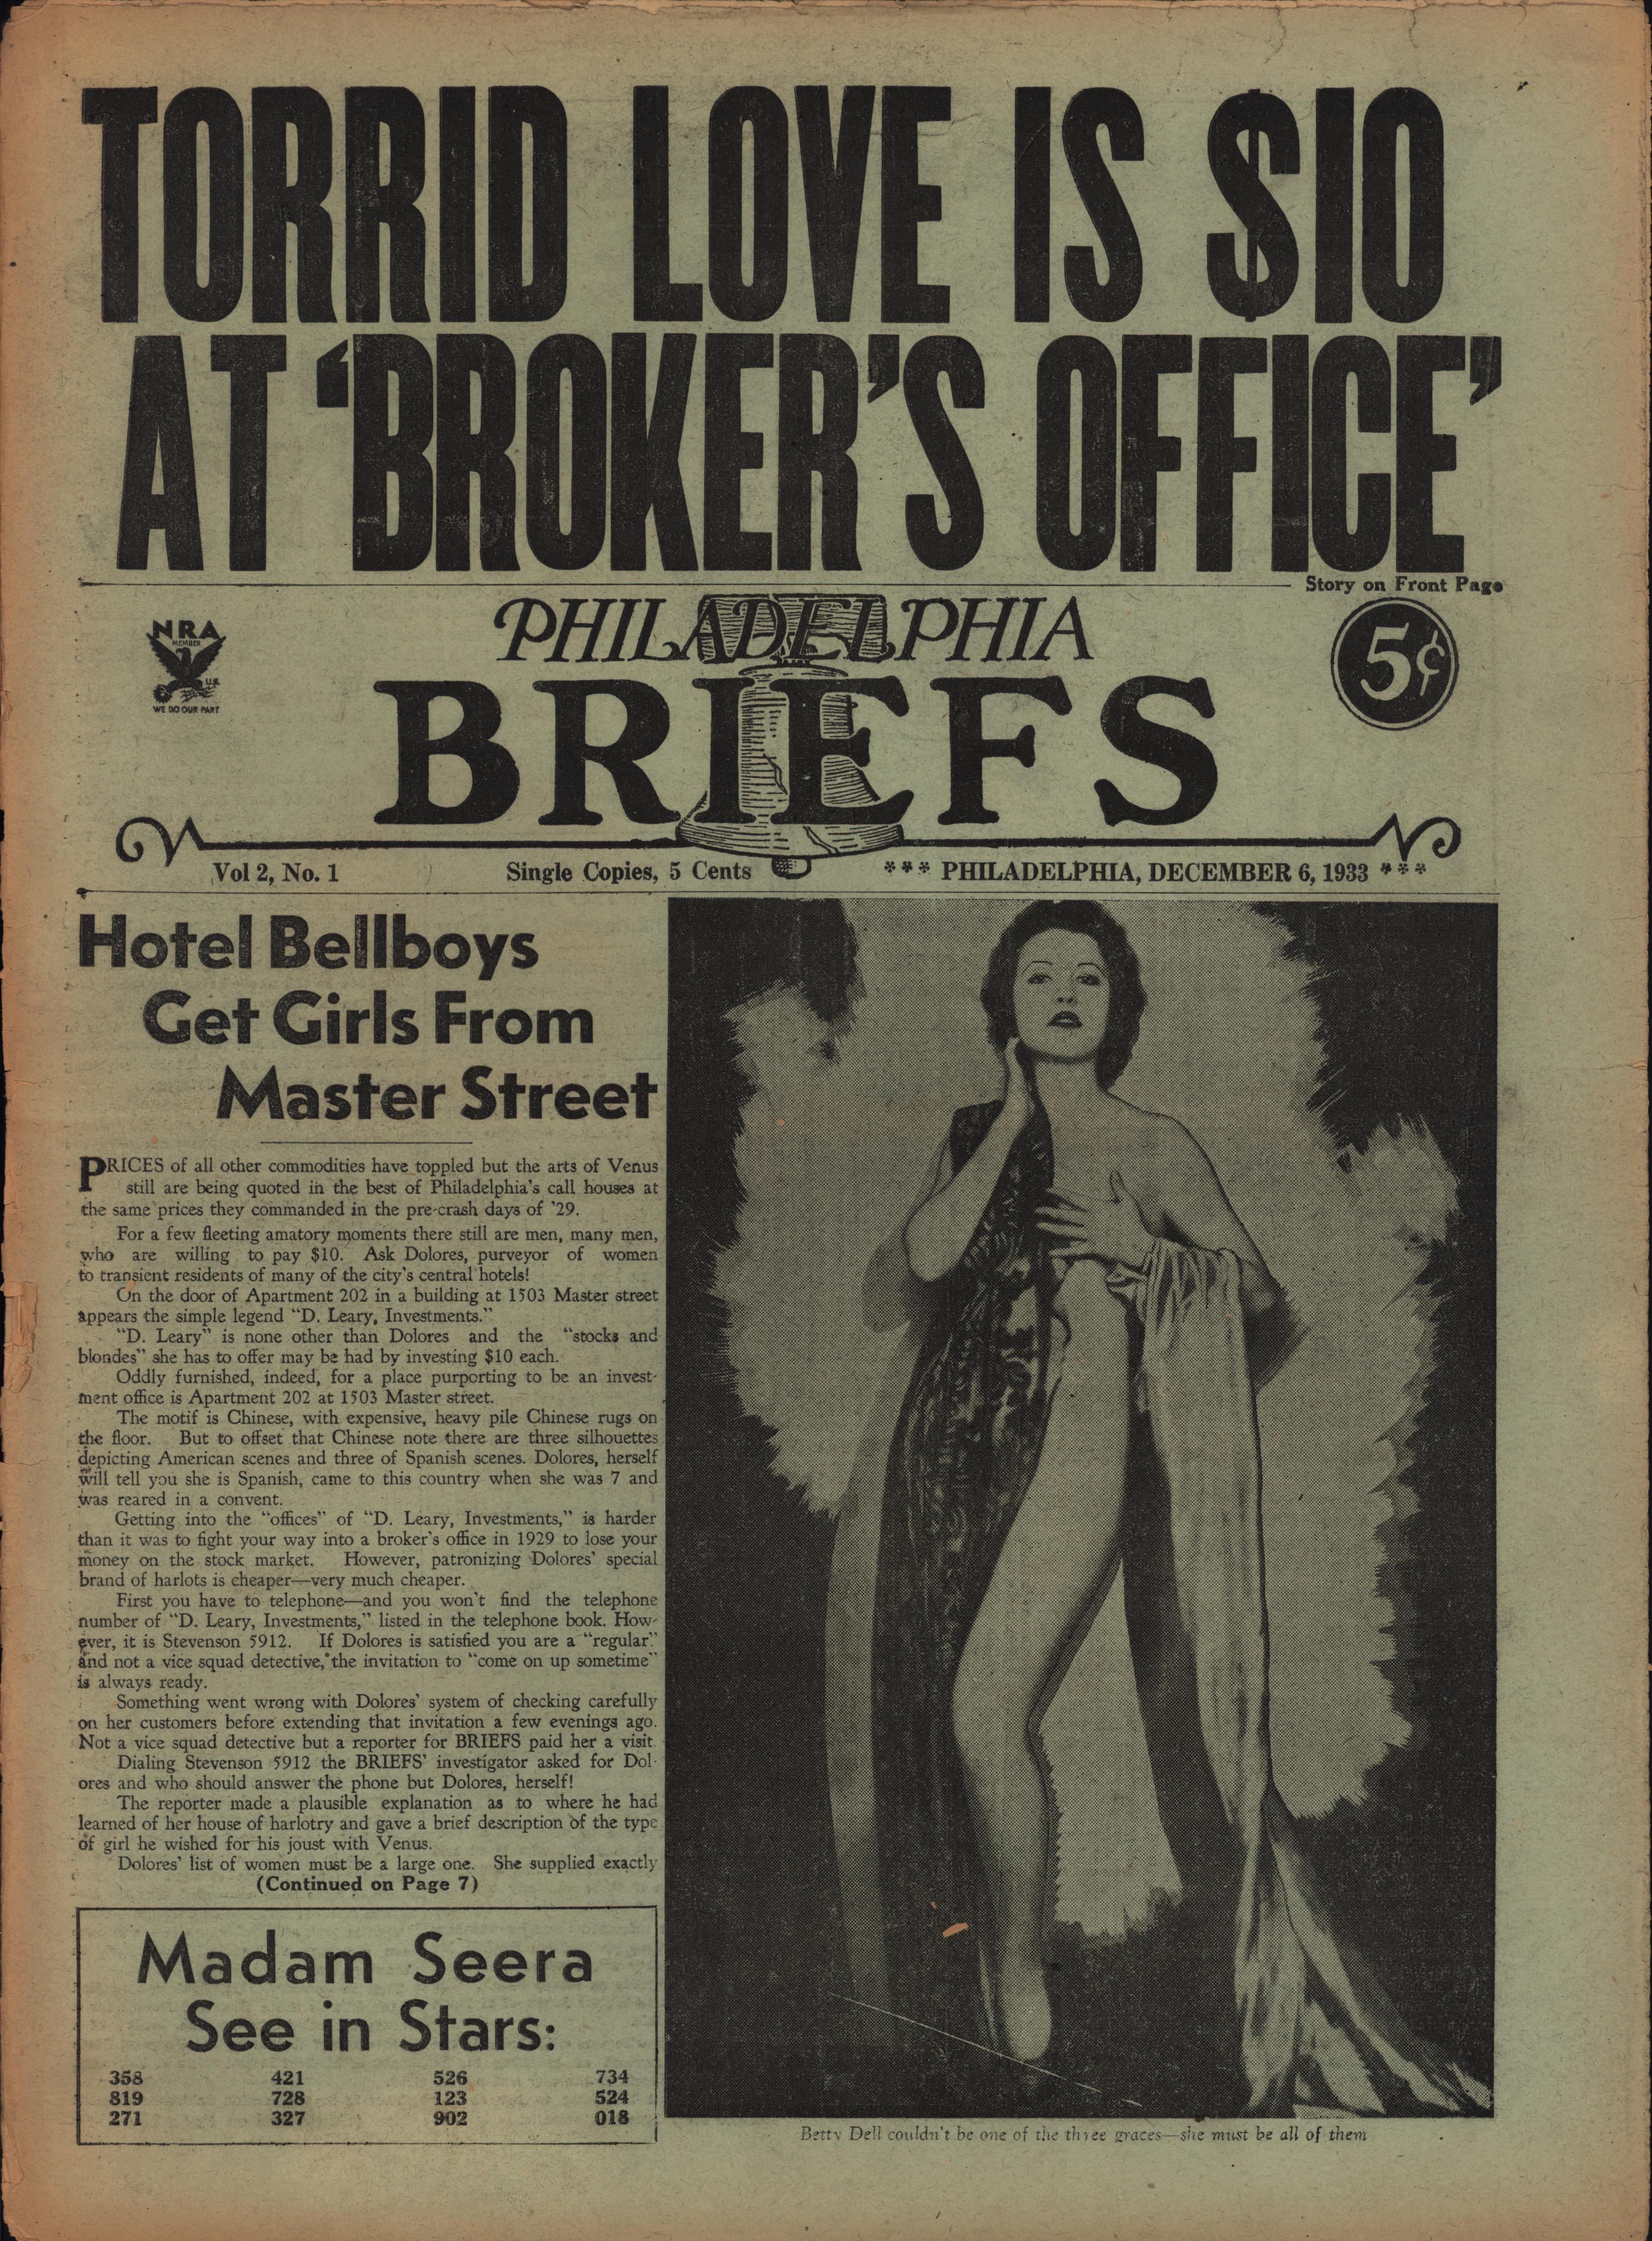 TORRID LOVE IS $10
AT 'BROKER'S OFFICE'
Story on Front Page
NRA
MEMBER
U.S.
WE DO OUR PART
PHILADELPHIA
BRIEFS
5¢
Vol 2, No. 1
Single Copies, 5 Cents
*** PHILADELPHIA, DECEMBER 6, 1933 ***
Hotel Bellboys
Get Girls From
Master Street
PRICES of all other commodities have toppled but the arts of Venus
still are being quoted in the best of Philadelphia's call houses at
the same prices they commanded in the pre-crash days of '29.
For a few fleeting amatory moments there still are men, many men,
who are willing to pay $10. Ask Dolores, purveyor of women
to transient residents of many of the city's central hotels!
On the door of Apartment 202 in a building at 1503 Master street
appears the simple legend "D. Leary, Investments."
"D. Leary" is none other than Dolores and the "stocks and
blondes" she has to offer may be had by investing $10 each.
Oddly furnished, indeed, for a place purporting to be an invest-
ment office is Apartment 202 at 1503 Master street.
The motif is Chinese, with expensive, heavy pile Chinese rugs on
the floor. But to offset that Chinese note there are three silhouettes
depicting American scenes and three of Spanish scenes. Dolores, herself
will tell you she is Spanish, came to this country when she was 7 and
was reared in a convent.
Getting into the "offices" of "D. Leary, Investments," is harder
than it was to fight your way into a broker's office in 1929 to lose your
money on the stock market. However, patronizing Dolores' special
brand of harlots is cheaper—very much cheaper.
First you have to telephone—and you won't find the telephone
number of "D. Leary, Investments," listed in the telephone book. How-
ever, it is Stevenson 5912. If Dolores is satisfied you are a "regular"
and not a vice squad detective, the invitation to "come on up sometime"
is always ready.
Something went wrong with Dolores' system of checking carefully
on her customers before extending that invitation a few evenings ago.
Not a vice squad detective but a reporter for BRIEFS paid her a visit.
Dialing Stevenson 5912 the BRIEFS' investigator asked for Dol-
ores and who should answer the phone but Dolores, herself!
The reporter made a plausible explanation as to where he had
learned of her house of harlotry and gave a brief description of the type
of girl he wished for his joust with Venus.
Dolores' list of women must be a large one. She supplied exactly
(Continued on Page 7)
Madam Seera
See in Stars:
358 421 526 734
819 728 123 524
271 327 902 018
Betty Dell couldn't be one of the three graces—she must be all of them